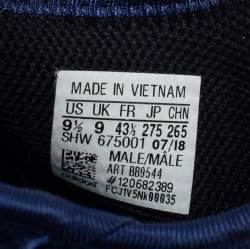 MADE IN VIETNAM
US UK FR JP CHN
9½ 9 43⅓ 275 265
SHW 675001 07/18
MALE/MÂLE
ART BB9544
#120682389
FCJ1V5Nk00035